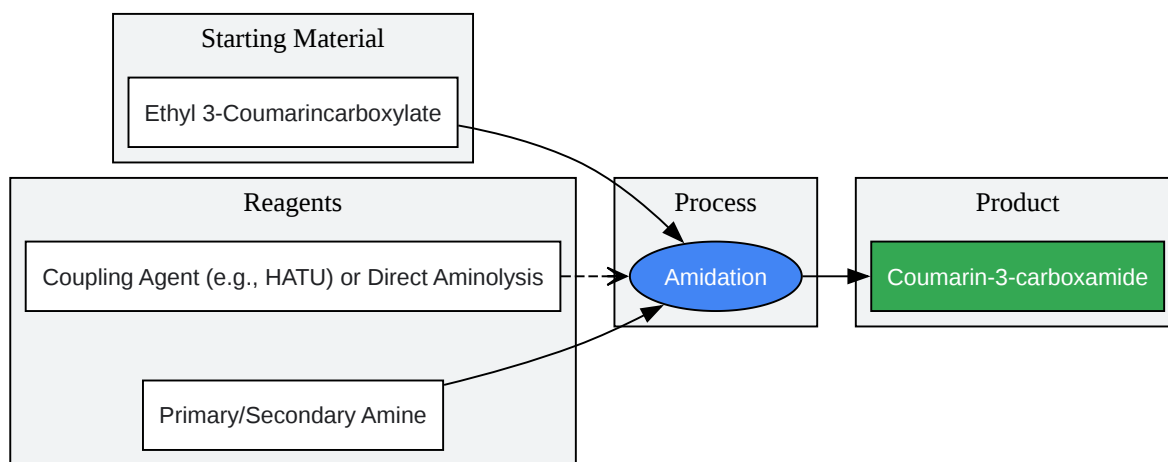 Starting Material
Ethyl 3-Coumarincarboxylate
Reagents
Coupling Agent (e.g., HATU) or Direct Aminolysis
Primary/Secondary Amine
Process
Amidation
Product
Coumarin-3-carboxamide